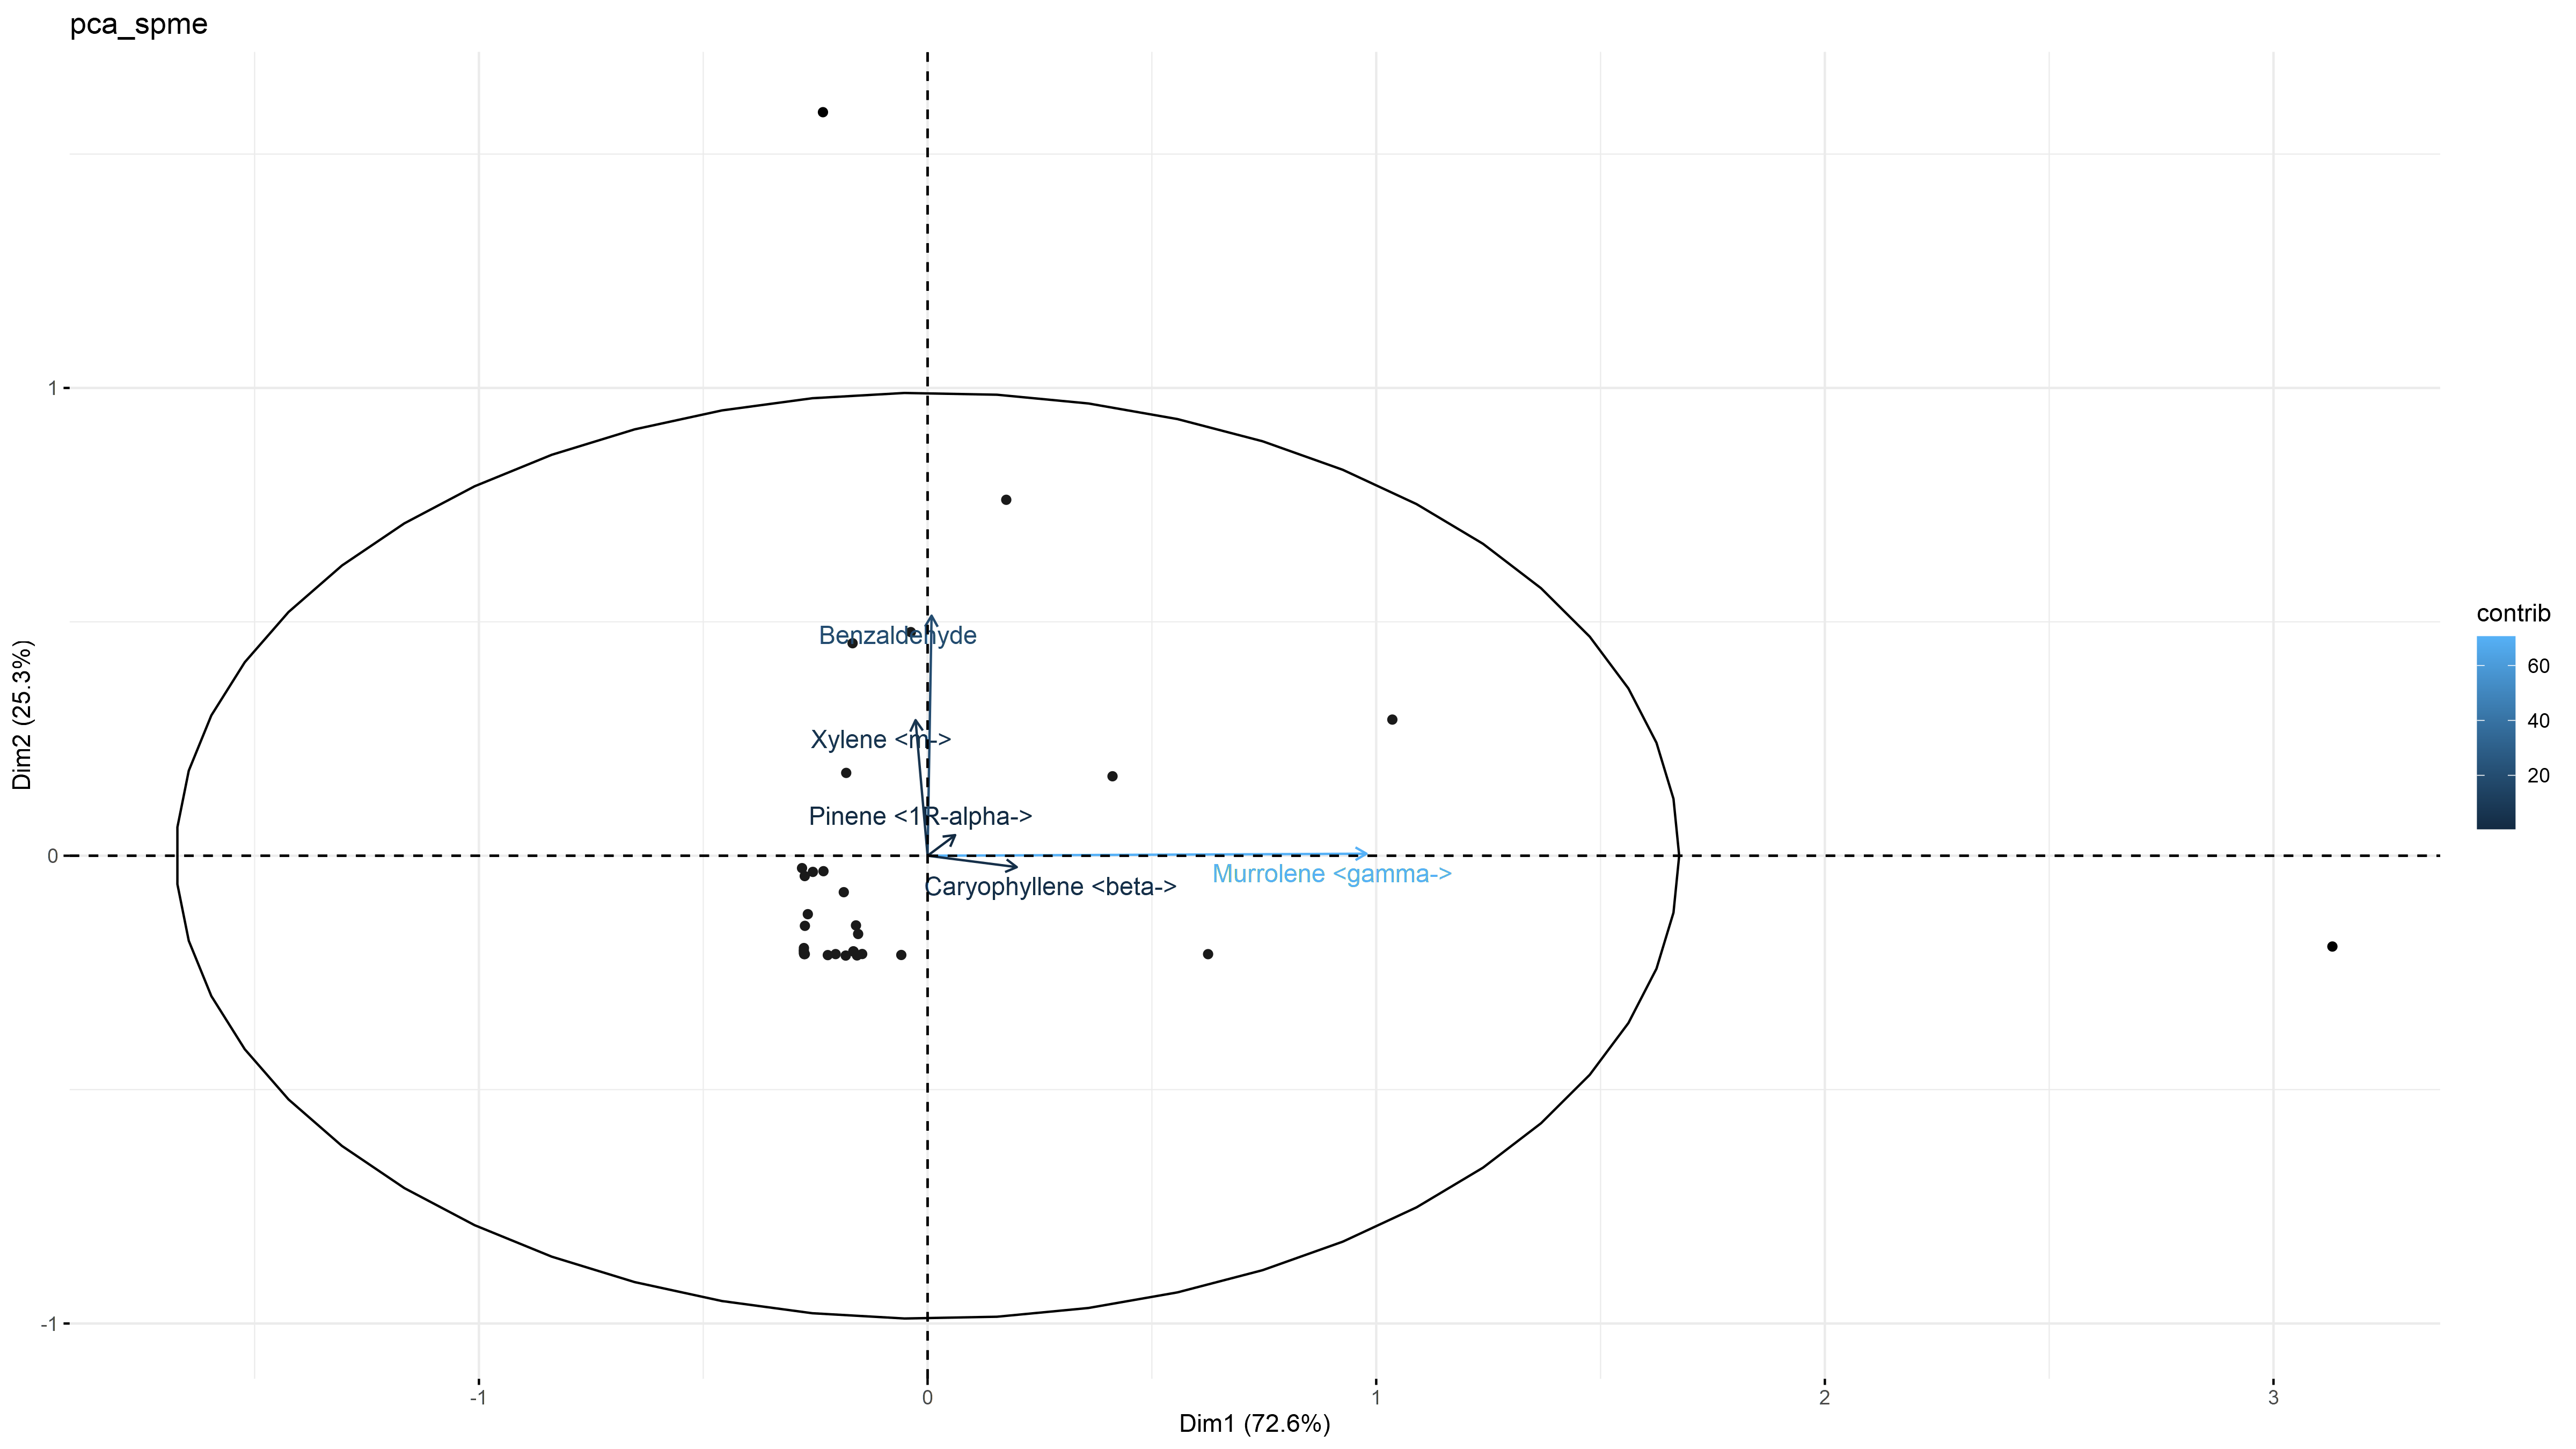 pca_spme
Dim2 (25.3%)
1
0
-1
Benzaldehyde
Xylene <m->
Pinene <1R-alpha->
Caryophyllene <beta->
Murrolene <gamma->
contrib
60
40
20
-1
0
1
2
3
Dim1 (72.6%)